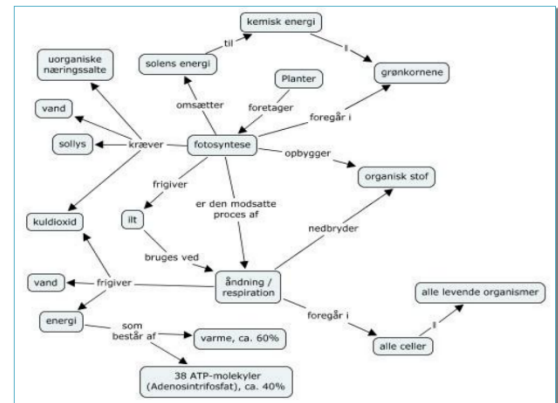 kemisk energi
til
solens energi
I
uorganiske
næringssalte
Planter
grønkornene
omsætter
foretager
vand
foregår i
sollys
kræver
fotosyntese
opbygger
organisk stof
frigiver
er den modsatte
proces af
kuldioxid
ilt
nedbryder
bruges ved
vand
frigiver
åndning /
respiration
alle levende organismer
energi
foregår i
I
som
består af
varme, ca. 60%
alle celler
38 ATP-molekyler
(Adenosintrifosfat), ca. 40%